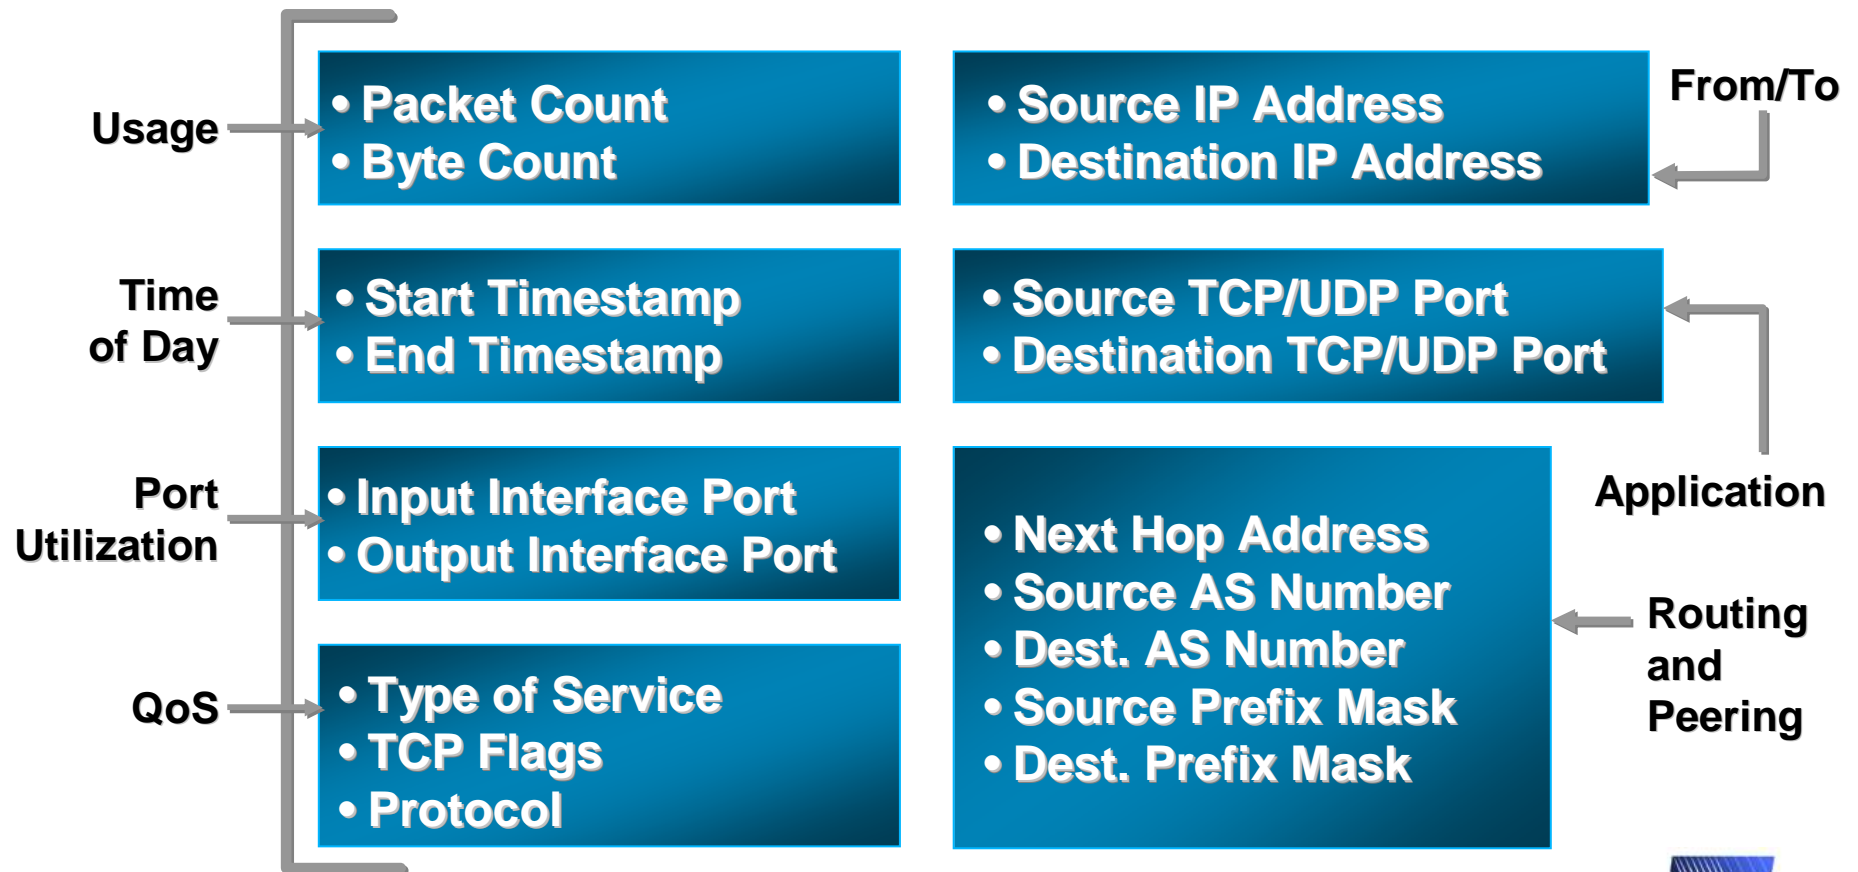 Usage
• Packet Count
• Byte Count
• Source IP Address
• Destination IP Address
From/To
Time
of Day
• Start Timestamp
• End Timestamp
• Source TCP/UDP Port
• Destination TCP/UDP Port
Application
Port
Utilization
• Input Interface Port
• Output Interface Port
• Next Hop Address
• Source AS Number
• Dest. AS Number
• Source Prefix Mask
• Dest. Prefix Mask
Routing
and
Peering
QoS
• Type of Service
• TCP Flags
• Protocol